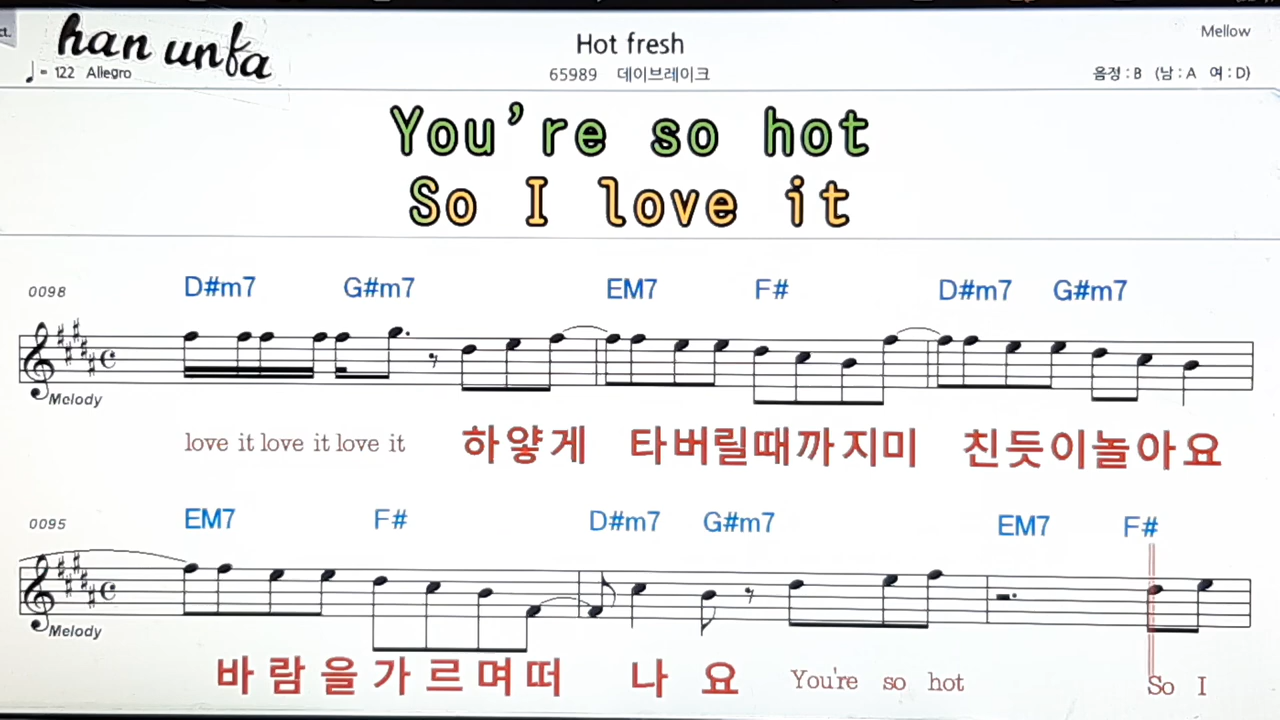 ct.
han unfa
Hot fresh
Mellow
♩= 122 Allegro
65989 데이브레이크
음정 : B (남 : A 여 : D)
You're so hot
So I love it
0098
D#m7 G#m7 EM7 F# D#m7 G#m7
Melody
love it love it love it 하얗게 타버릴때까지미 친듯이놀아요
0095
EM7 F# D#m7 G#m7 EM7 F#
Melody
바람을가르며떠 나 요 You're so hot So I